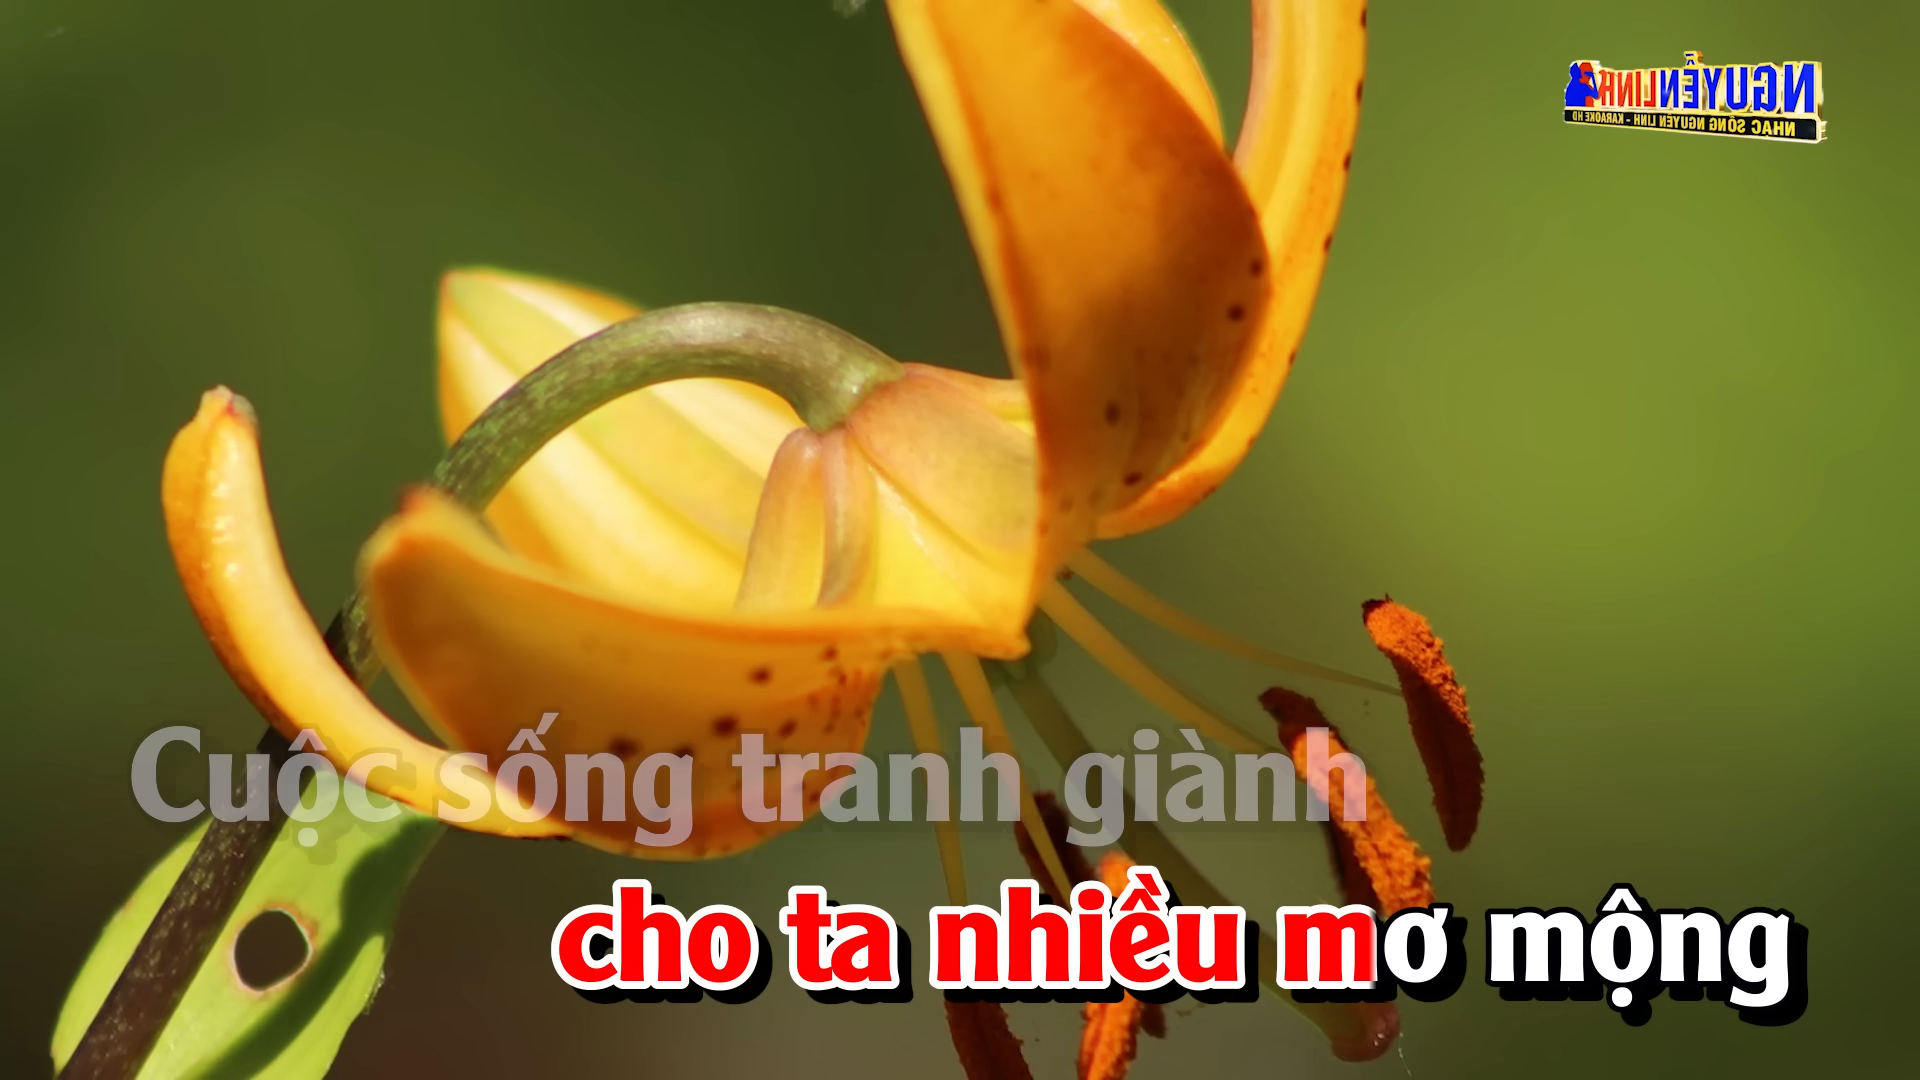 NGUYỄN LINH
NHẠC SỐNG NGUYỄN LINH - KARAOKE HD
Cuộc sống tranh giành
cho ta nhiều mơ mộng